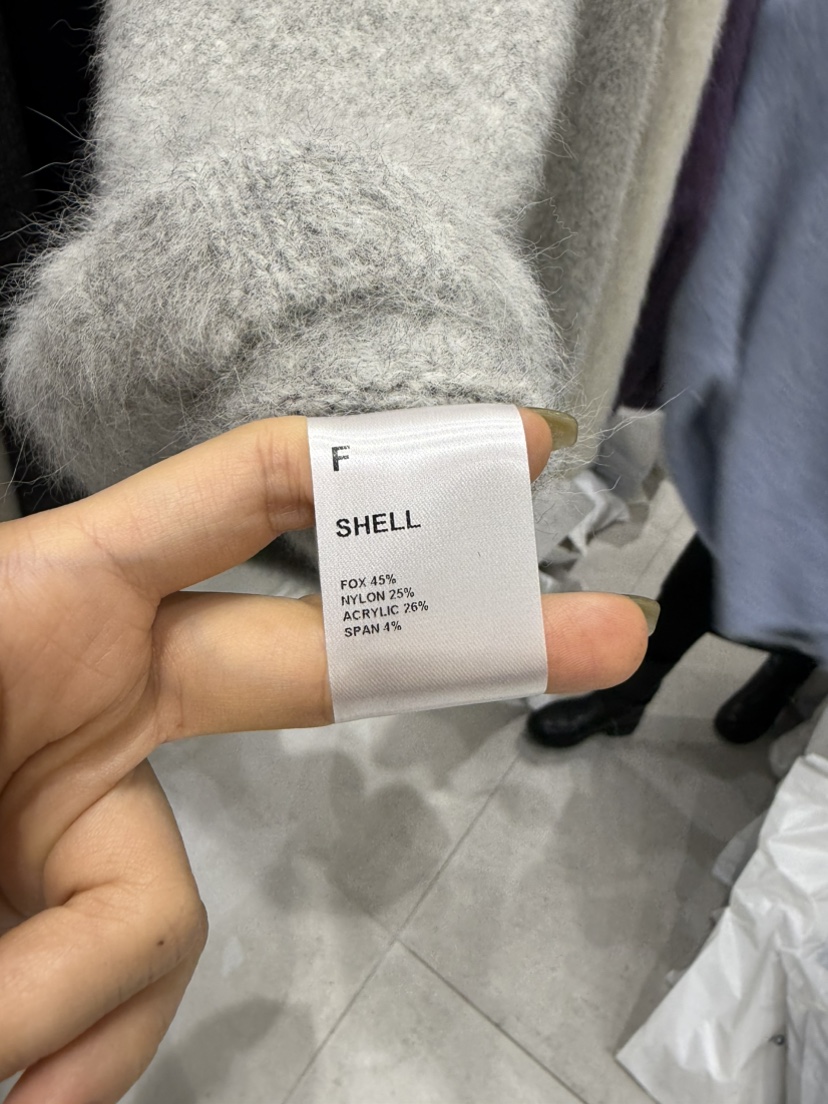 F
SHELL
FOX 45%
NYLON 25%
ACRYLIC 26%
SPAN 4%